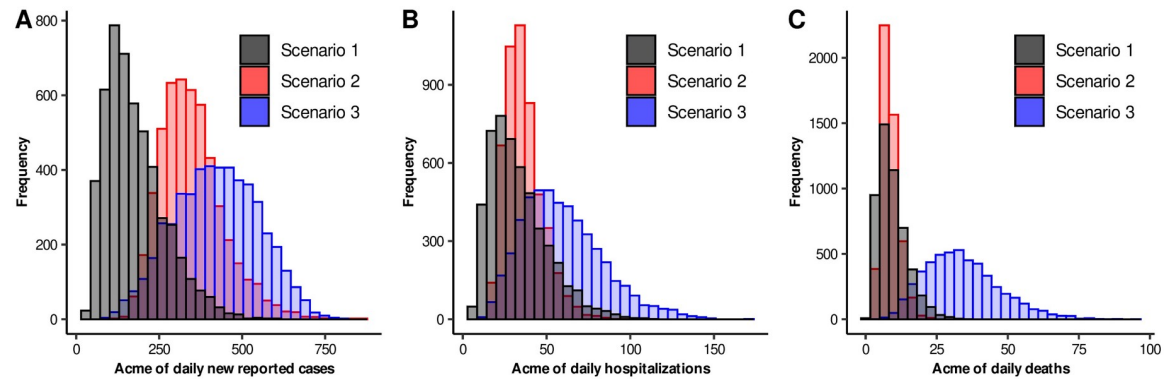 A
800
600
400
200
0
Frequency
0 250 500 750
Acme of daily new reported cases
Scenario 1
Scenario 2
Scenario 3
B
900
600
300
0
Frequency
0 50 100 150
Acme of daily hospitalizations
Scenario 1
Scenario 2
Scenario 3
C
2000
1500
1000
500
0
Frequency
0 25 50 75 100
Acme of daily deaths
Scenario 1
Scenario 2
Scenario 3